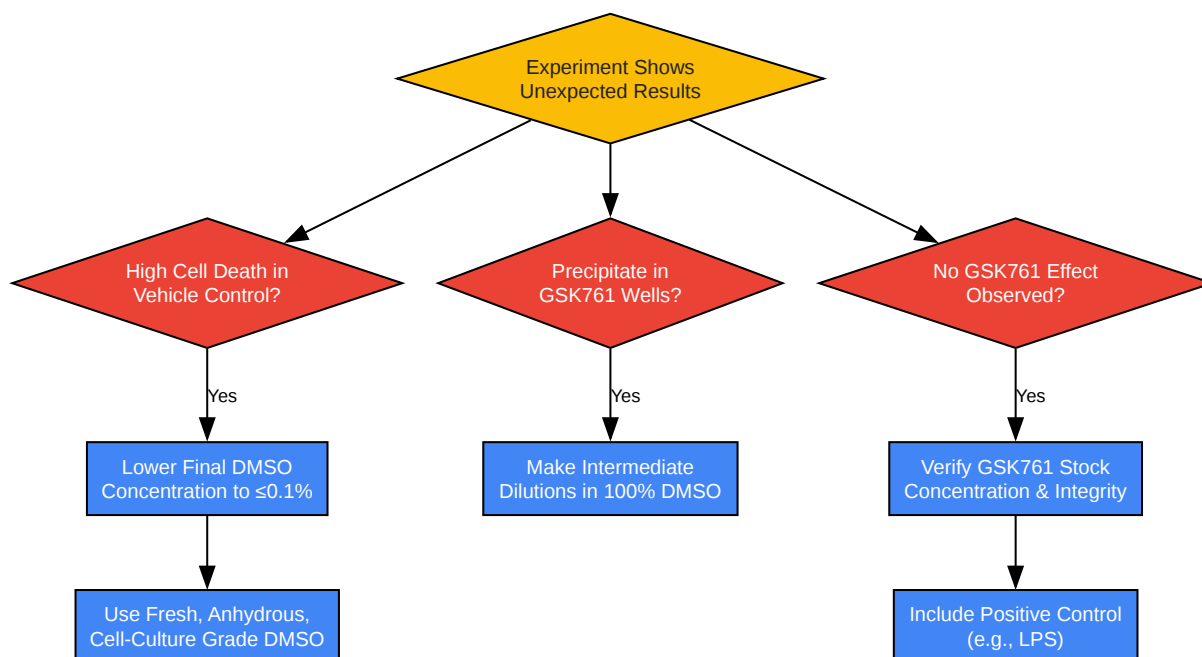 Experiment Shows
Unexpected Results
High Cell Death in
Vehicle Control?
Precipitate in
GSK761 Wells?
No GSK761 Effect
Observed?
Yes
Yes
Yes
Lower Final DMSO
Concentration to ≤0.1%
Make Intermediate
Dilutions in 100% DMSO
Verify GSK761 Stock
Concentration & Integrity
Use Fresh, Anhydrous,
Cell-Culture Grade DMSO
Include Positive Control
(e.g., LPS)